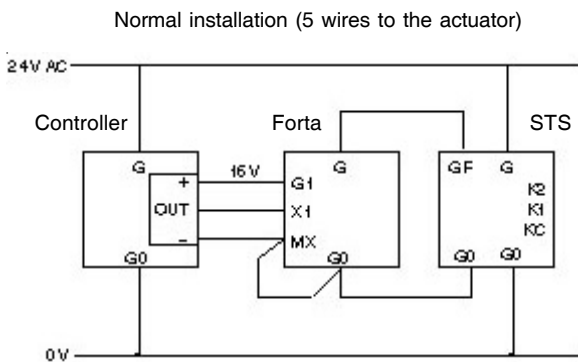 Normal installation (5 wires to the actuator)
24V AC
Controller Forta STS
G G GF G
+ 16V G1 K2
OUT X1 K1
- MX KC
G0 G0 G0 G0
0V